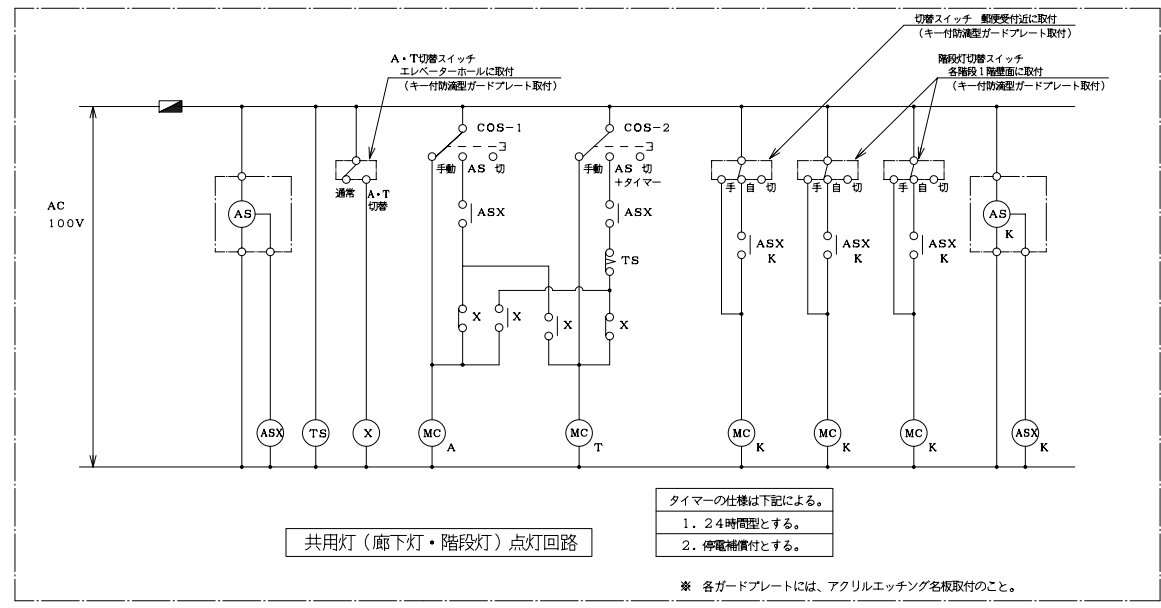 切替スイッチ 郵便受付近に取付
（キー付防滴型ガードプレート取付）
A・T切替スイッチ
エレベーターホールに取付
（キー付防滴型ガードプレート取付）
階段灯切替スイッチ
各階段1階壁面に取付
（キー付防滴型ガードプレート取付）
COS-1
COS-2
手動 AS 切
手動 AS 切
+タイマー
通常 A・T
切替
手 自 切
手 自 切
手 自 切
AC
100V
AS
ASX
ASX
AS
K
ASX
K
ASX
K
ASX
K
TS
X
X
X
X
ASX
TS
X
MC
A
MC
T
MC
K
MC
K
MC
K
ASX
K
タイマーの仕様は下記による。
1. 24時間型とする。
2. 停電補償付とする。
共用灯（廊下灯・階段灯）点灯回路
※ 各ガードプレートには、アクリルエッチング名板取付のこと。